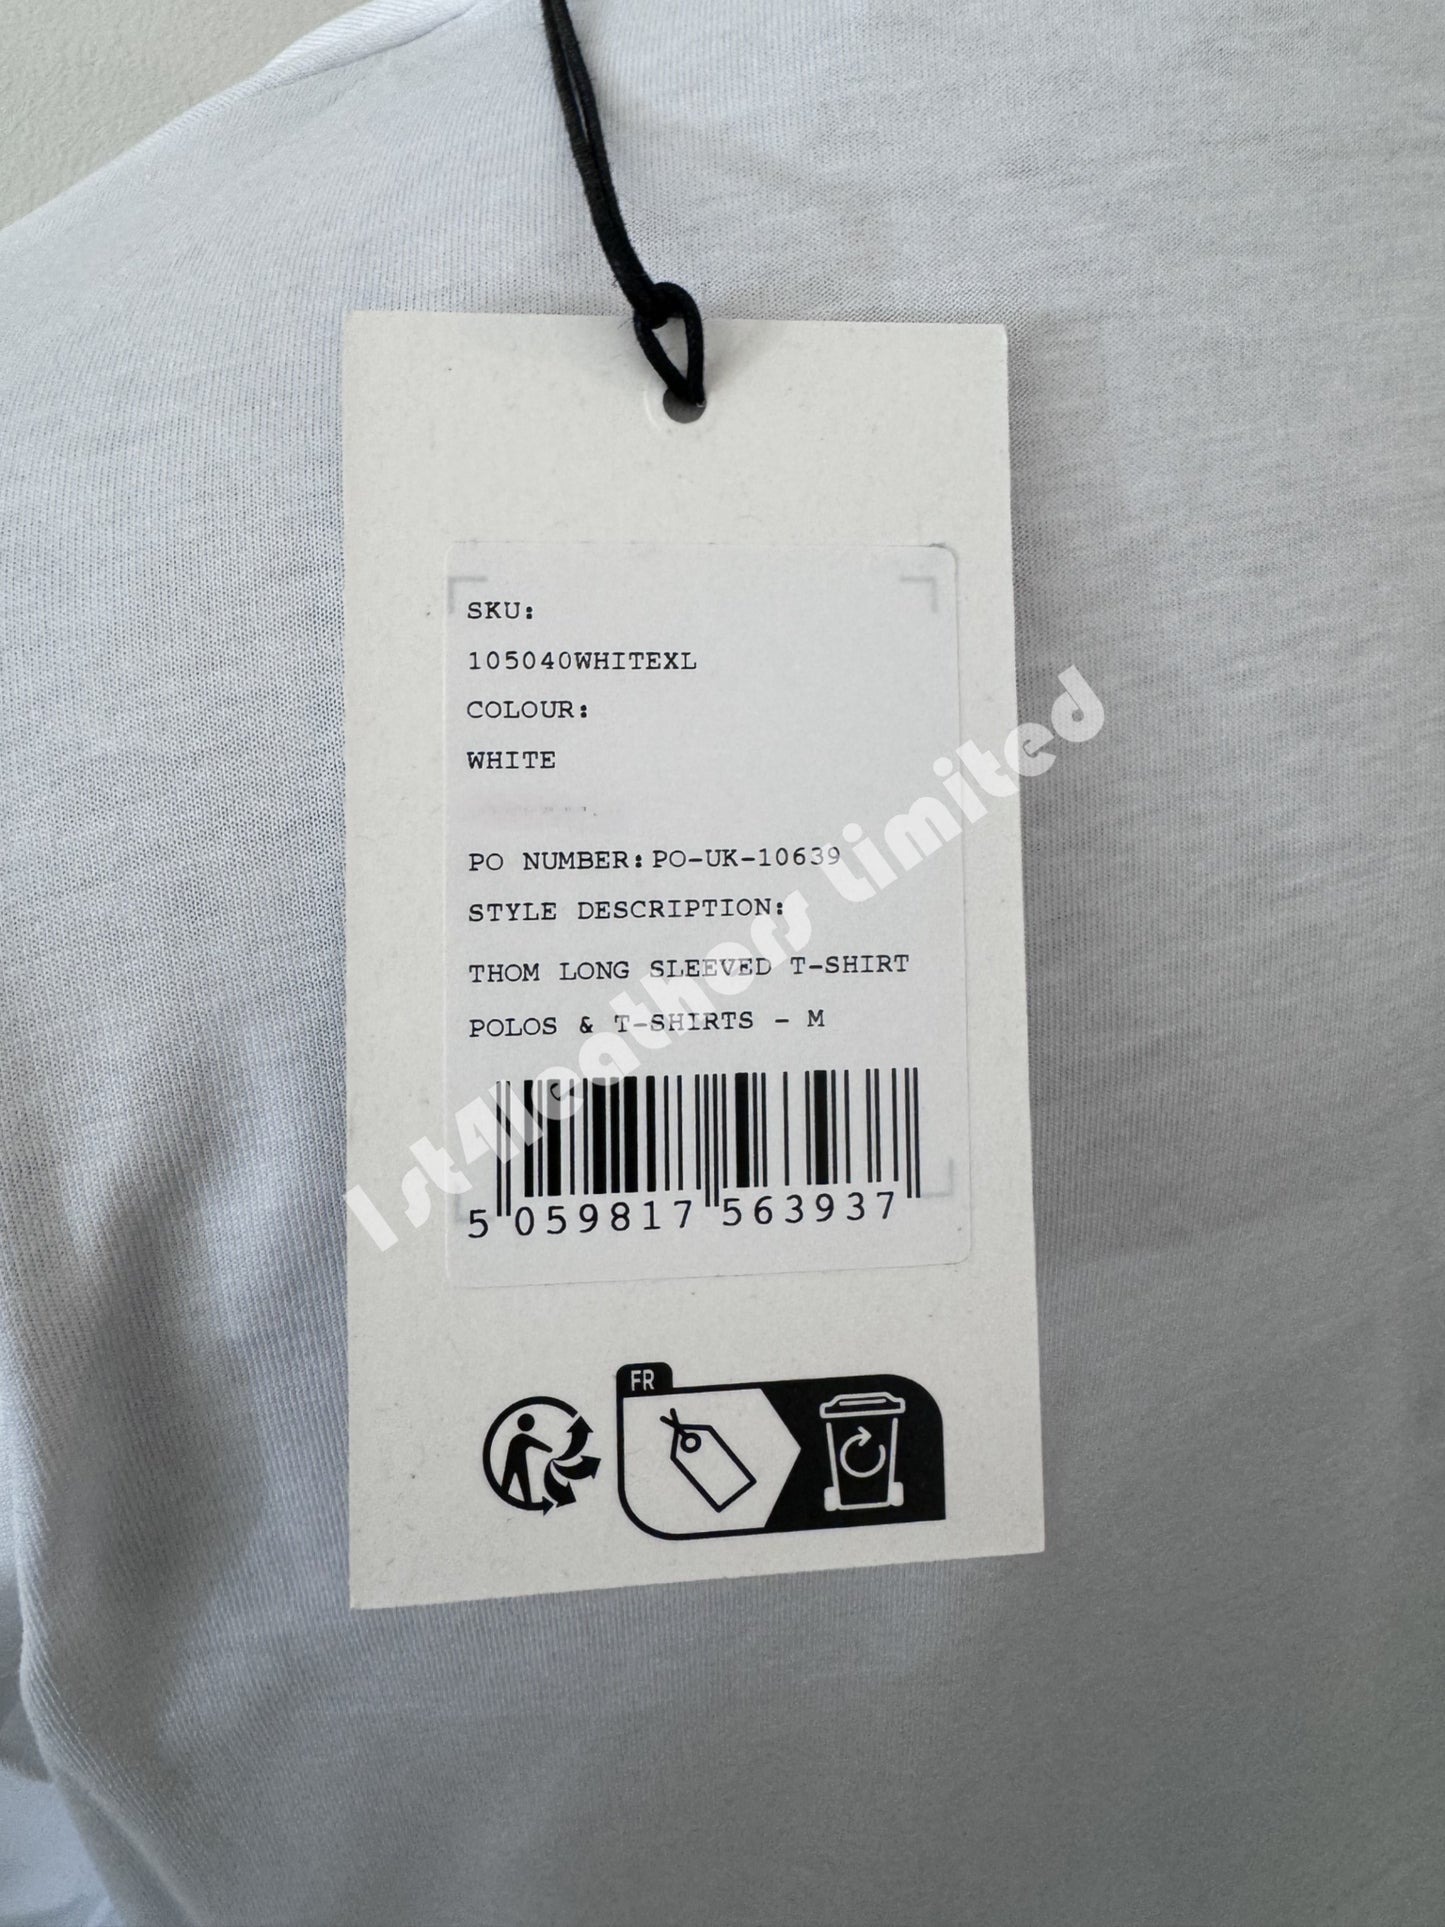 SKU:
105040WHITEXL
COLOUR:
WHITE
PO NUMBER: PO-UK-10639
STYLE DESCRIPTION:
THOM LONG SLEEVED T-SHIRT
POLOS & T-SHIRTS - M
5 059817 563937
FR
1st4leathers limited